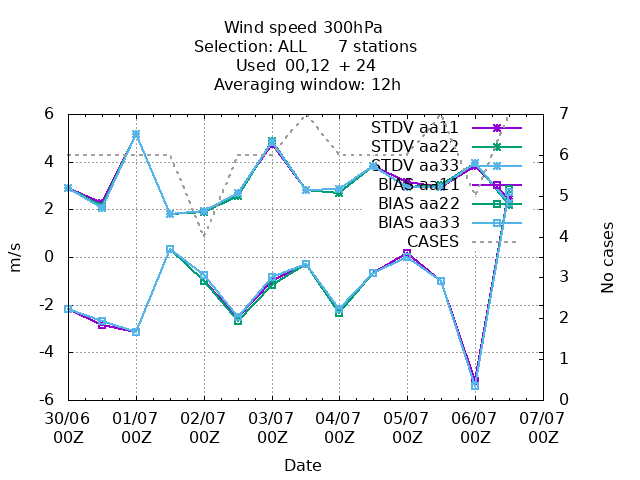 Wind speed 300hPa
Selection: ALL 7 stations
Used 00,12 + 24
Averaging window: 12h
6 7
4 6
2 5
0 4
-2 3
-4 2
-6 1
0
m/s
No cases
STDV aa11
STDV aa22
STDV aa33
BIAS aa11
BIAS aa22
BIAS aa33
CASES
30/06 01/07 02/07 03/07 04/07 05/07 06/07 07/07
00Z 00Z 00Z 00Z 00Z 00Z 00Z 00Z
Date